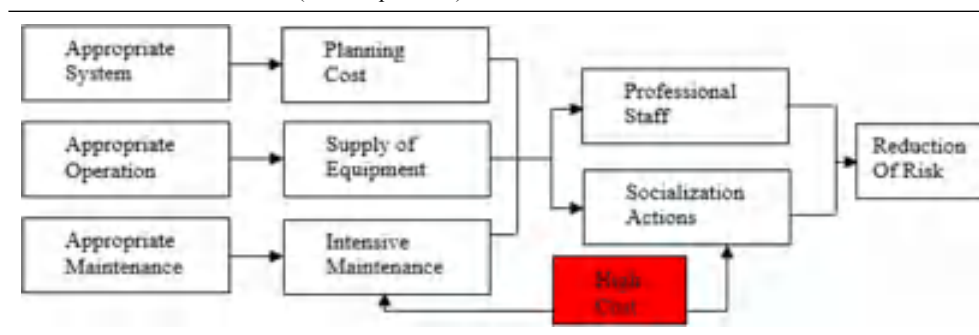 Appropriate
System
Planning
Cost
Appropriate
Operation
Supply of
Equipment
Appropriate
Maintenance
Intensive
Maintenance
Professional
Staff
Socialization
Actions
High
Cost
Reduction
Of Risk